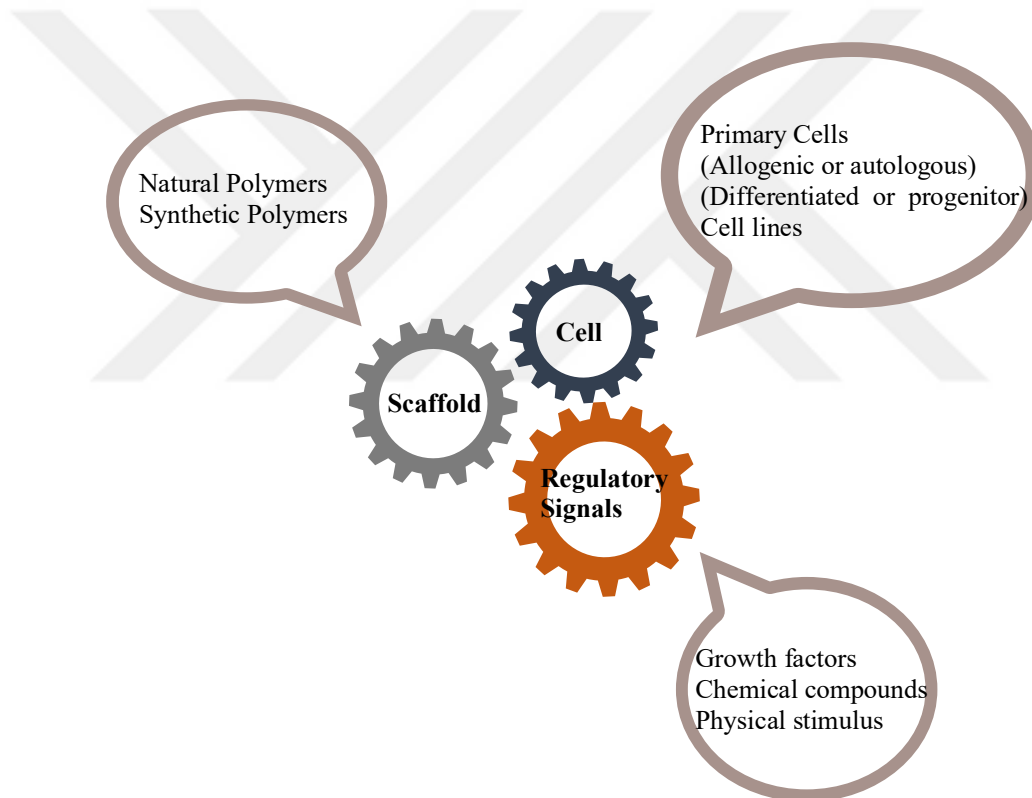 Natural Polymers
Synthetic Polymers
Primary Cells
(Allogenic or autologous)
(Differentiated or progenitor)
Cell lines
Cell
Scaffold
Regulatory
Signals
Growth factors
Chemical compounds
Physical stimulus